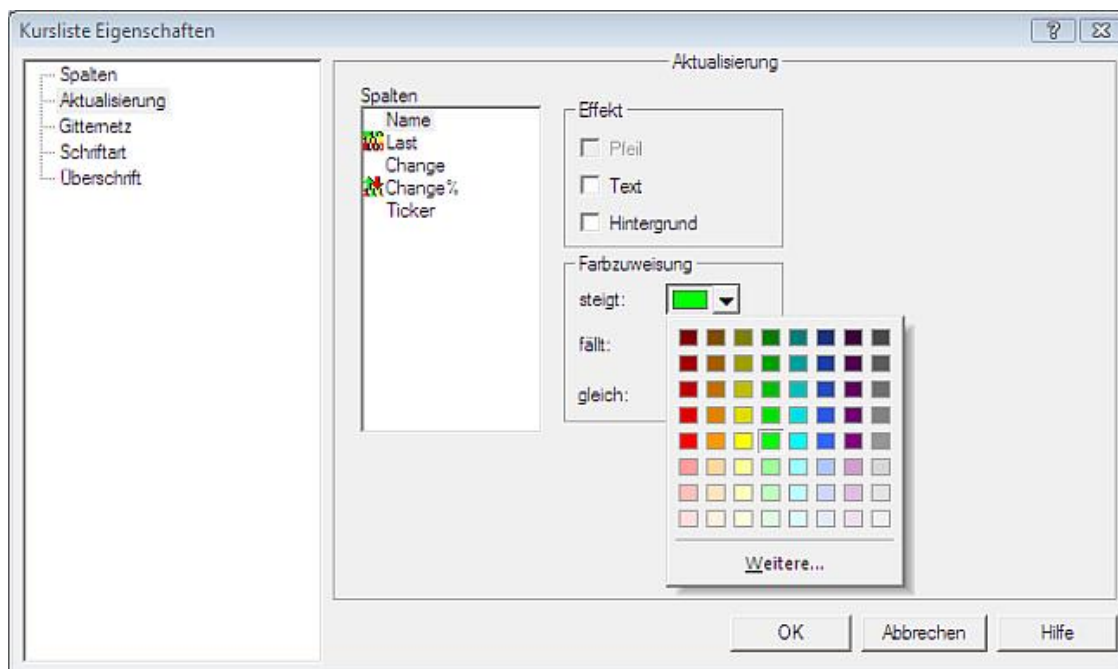 Kursliste Eigenschaften
Spalten
Aktualisierung
Gitternetz
Schriftart
Überschrift
Aktualisierung
Spalten
Name
Last
Change
Change%
Ticker
Effekt
Pfeil
Text
Hintergrund
Farbzuweisung
steigt:
fällt:
gleich:
Weitere...
OK
Abbrechen
Hilfe